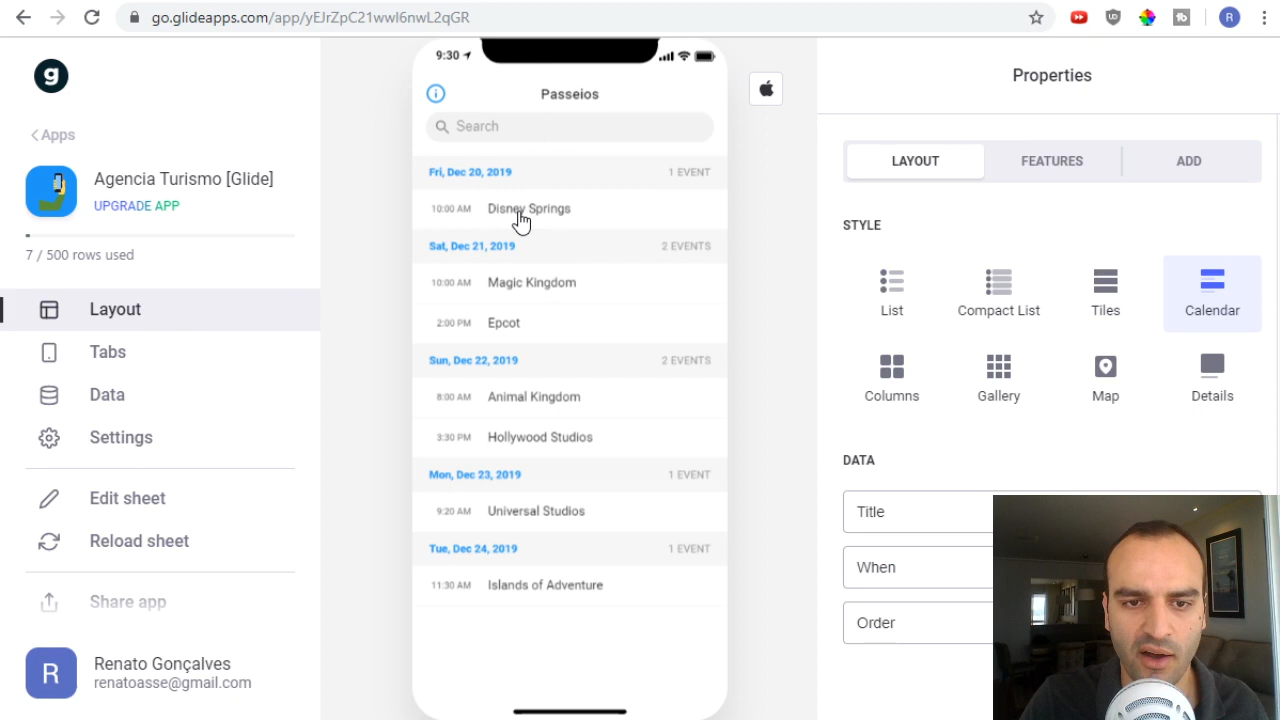 go.glideapps.com/app/yEJrZpC21wwI6nwL2qGR
R
g
Apps
Agencia Turismo [Glide]
UPGRADE APP
7 / 500 rows used
Layout
Tabs
Data
Settings
Edit sheet
Reload sheet
Share app
R
Renato Gonçalves
renatoasse@gmail.com
9:30
Passeios
Search
Fri, Dec 20, 2019 1 EVENT
10:00 AM Disney Springs
Sat, Dec 21, 2019 2 EVENTS
10:00 AM Magic Kingdom
2:00 PM Epcot
Sun, Dec 22, 2019 2 EVENTS
8:00 AM Animal Kingdom
3:30 PM Hollywood Studios
Mon, Dec 23, 2019 1 EVENT
9:20 AM Universal Studios
Tue, Dec 24, 2019 1 EVENT
11:30 AM Islands of Adventure
Properties
LAYOUT FEATURES ADD
STYLE
List Compact List Tiles Calendar
Columns Gallery Map Details
DATA
Title
When
Order